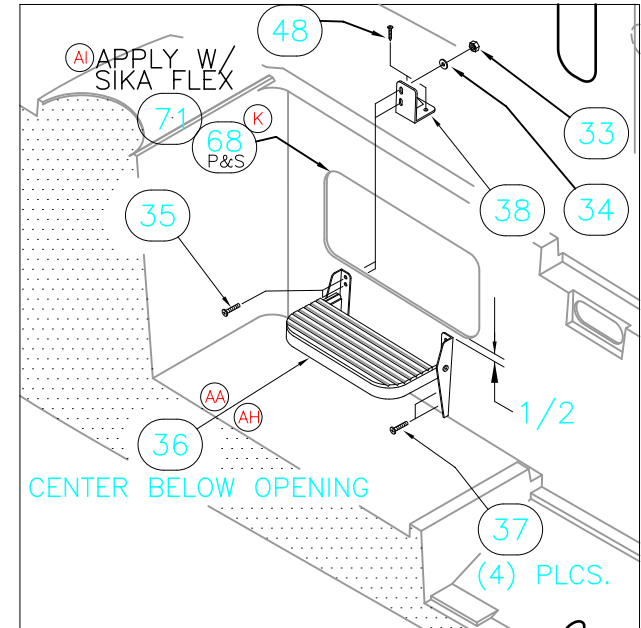 48
AI APPLY W/
SIKA FLEX
71
K
68
P&S
33
35
38
34
AA
AH
36
1/2
CENTER BELOW OPENING
37
(4) PLCS.